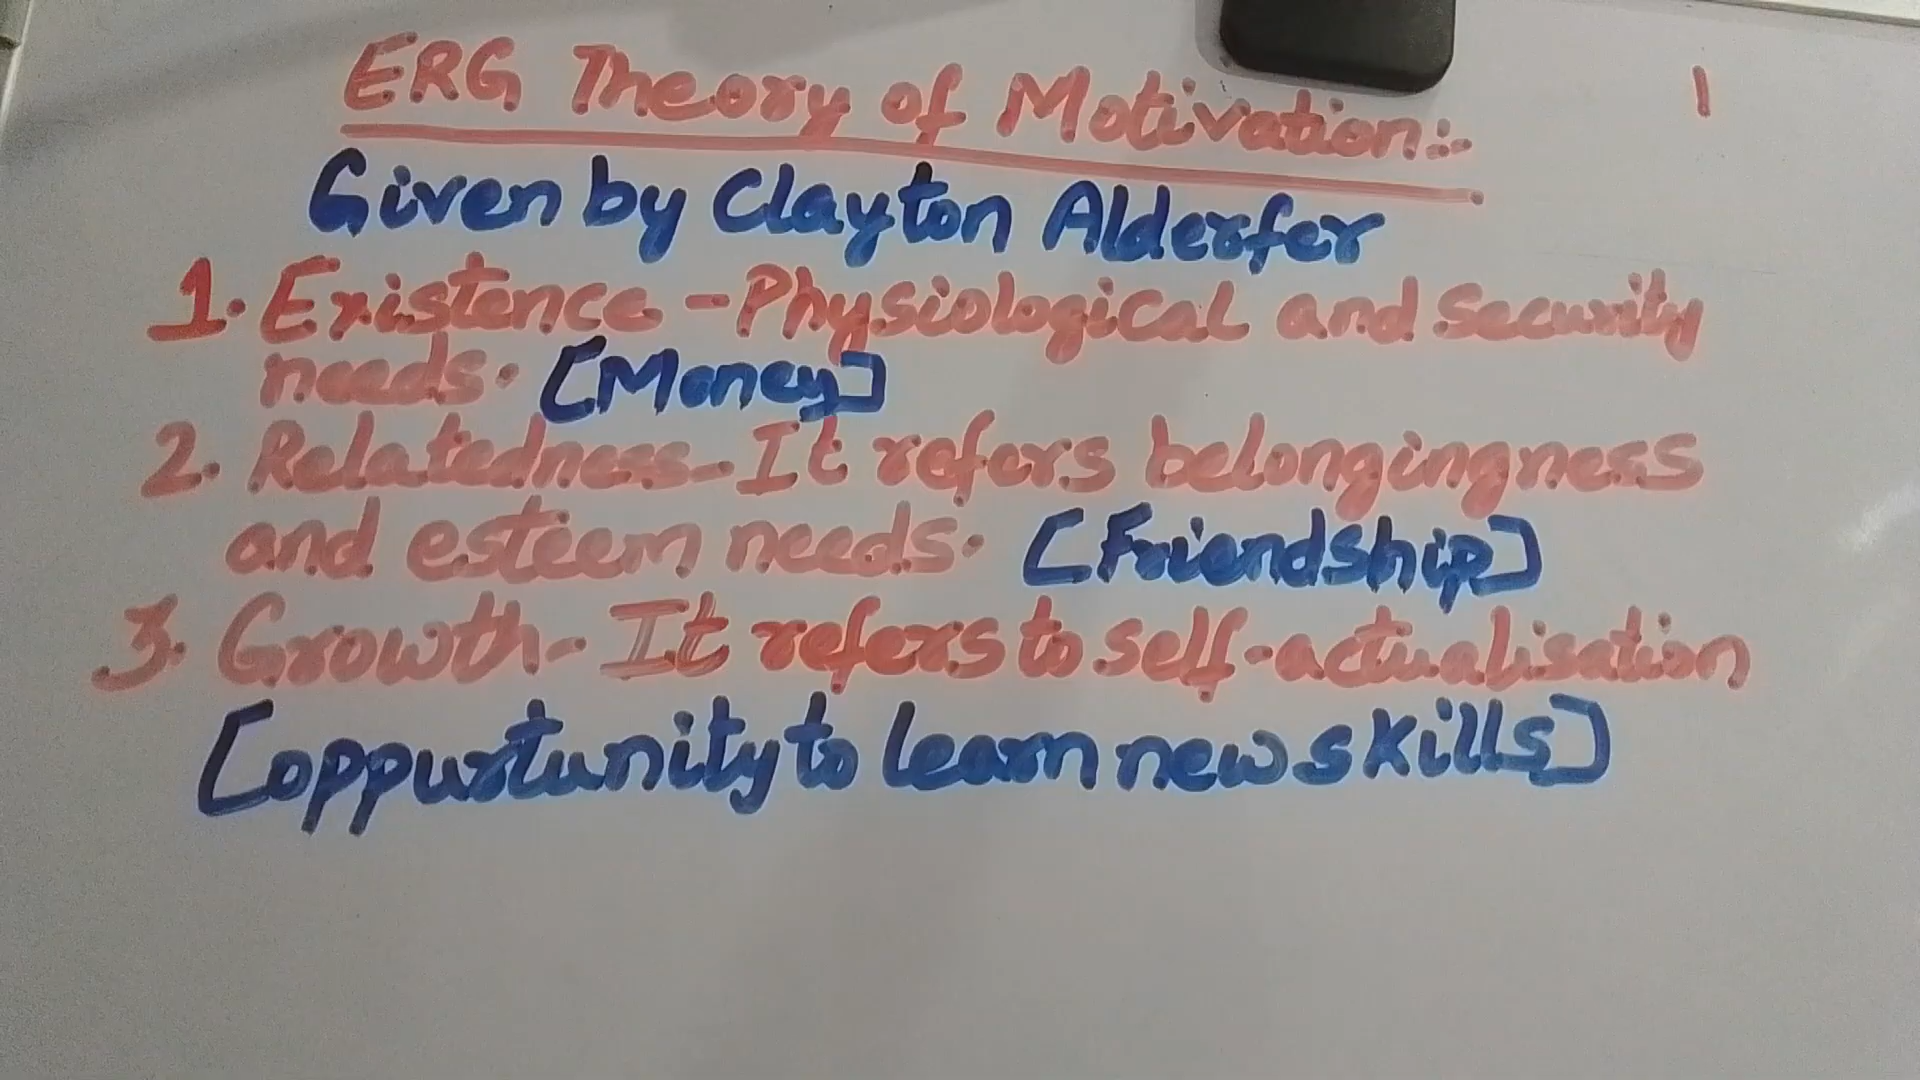 ERG Theory of Motivation:-
1
Given by Clayton Alderfer
1. Existence - Physiological and Security
needs. [Money]
2. Relatedness - It refers belongingness
and esteem needs. [Friendship]
3. Growth - It refers to self-actualisation
[oppurtunity to learn new skills]